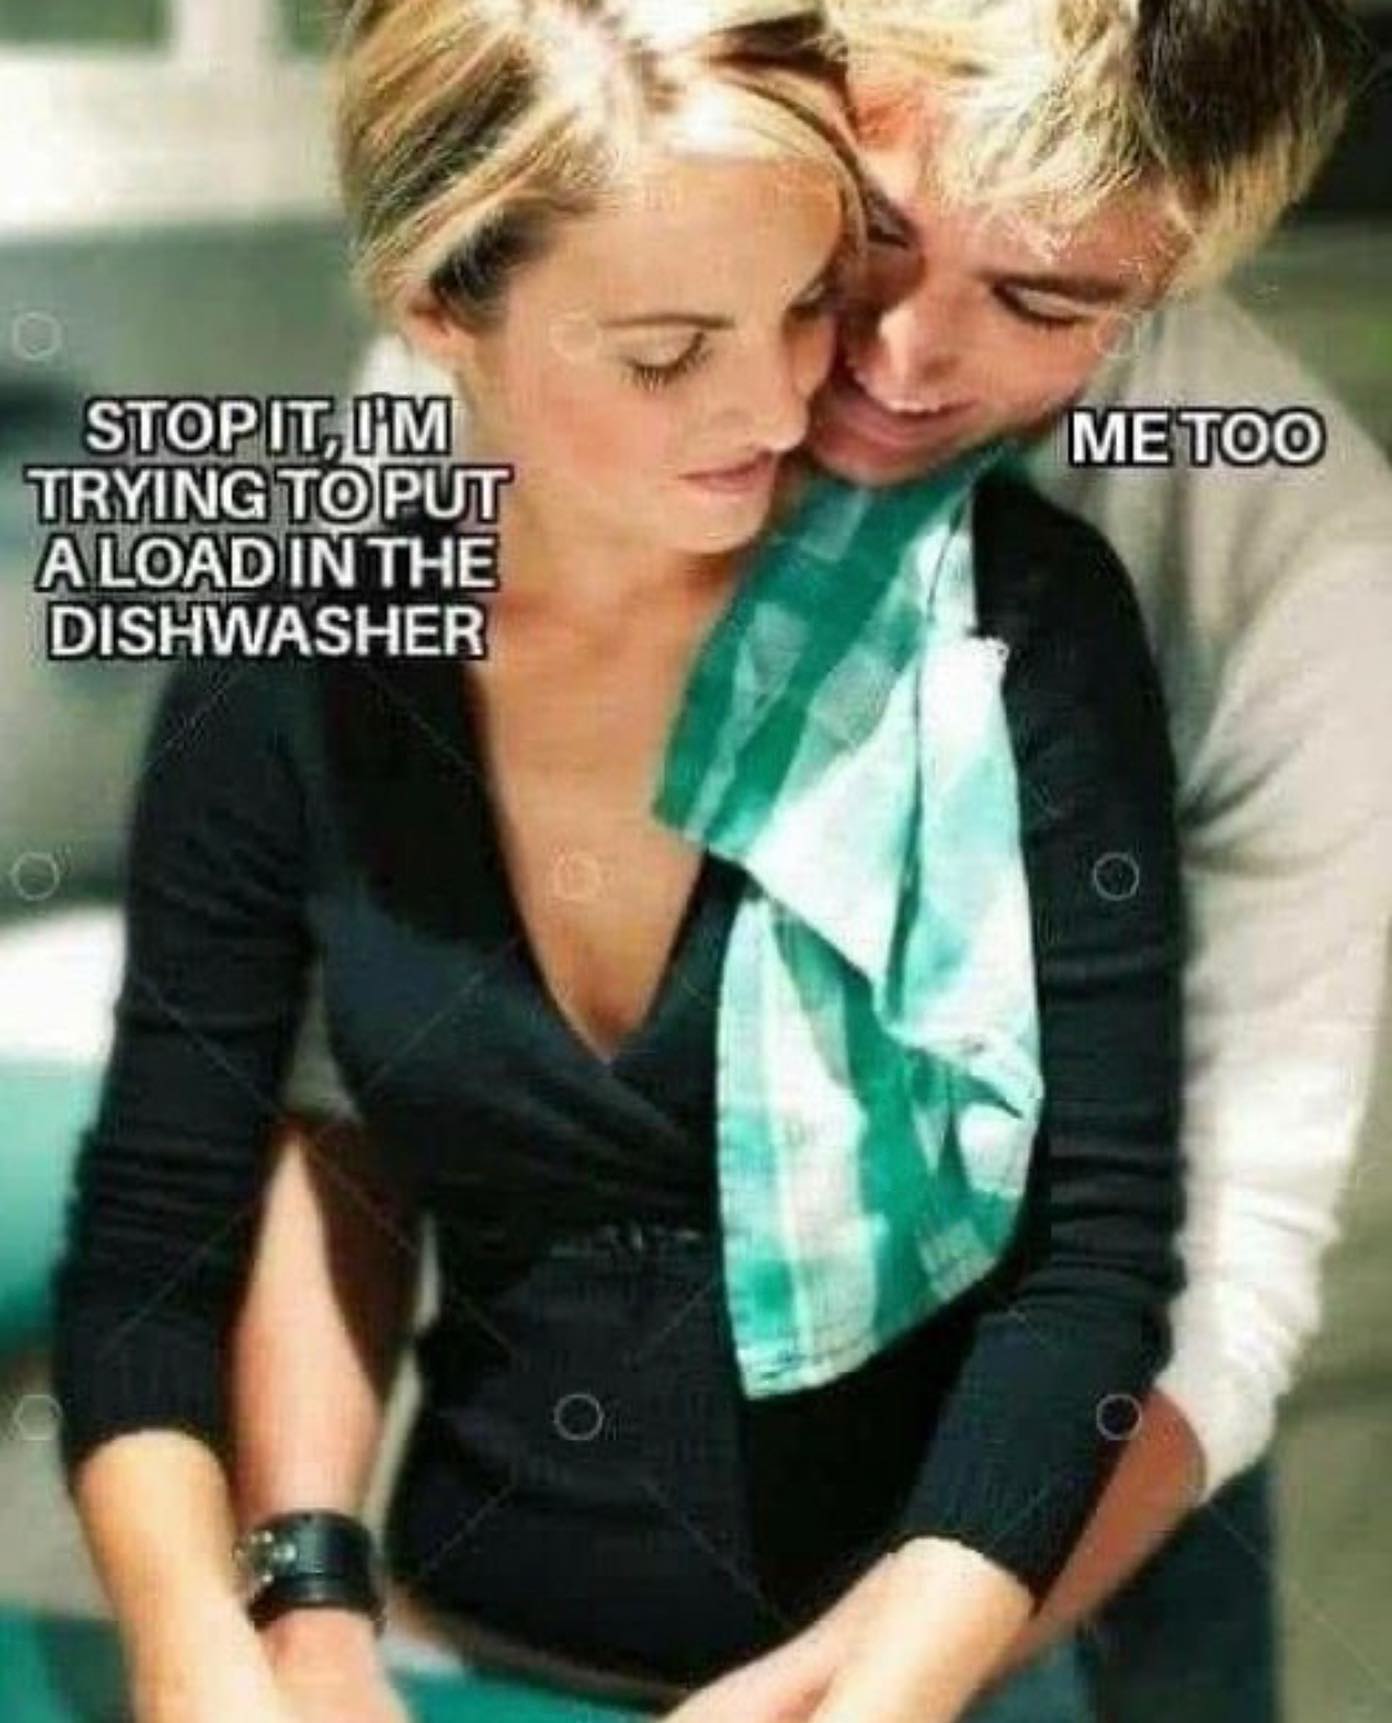 STOP IT, I'M
TRYING TO PUT
A LOAD IN THE
DISHWASHER
ME TOO